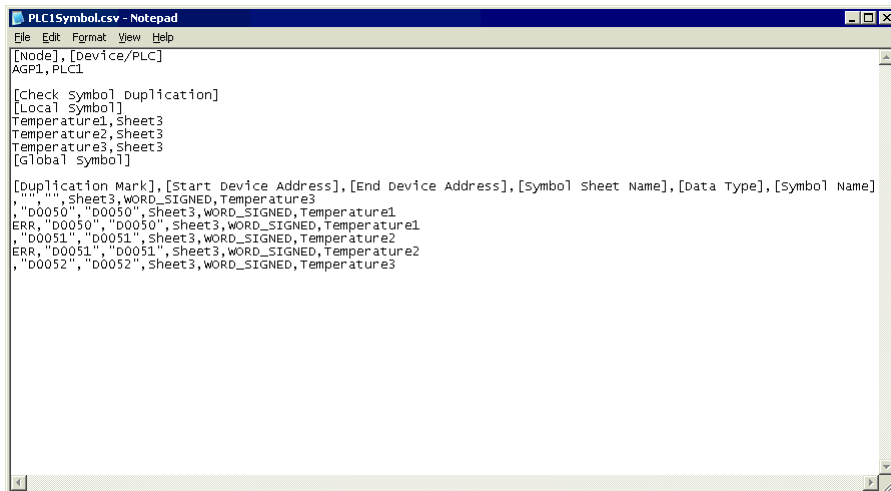 PLC1Symbol.csv - Notepad
File Edit Format View Help
[Node],[Device/PLC]
AGP1,PLC1
[Check Symbol Duplication]
[Local Symbol]
Temperature1,Sheet3
Temperature2,Sheet3
Temperature3,Sheet3
[Global Symbol]
[Duplication Mark],[Start Device Address],[End Device Address],[Symbol Sheet Name],[Data Type],[Symbol Name]
,"","",Sheet3,WORD_SIGNED,Temperature3
,"D0050","D0050",Sheet3,WORD_SIGNED,Temperature1
ERR,"D0050","D0050",Sheet3,WORD_SIGNED,Temperature1
,"D0051","D0051",Sheet3,WORD_SIGNED,Temperature2
ERR,"D0051","D0051",Sheet3,WORD_SIGNED,Temperature2
,"D0052","D0052",Sheet3,WORD_SIGNED,Temperature3